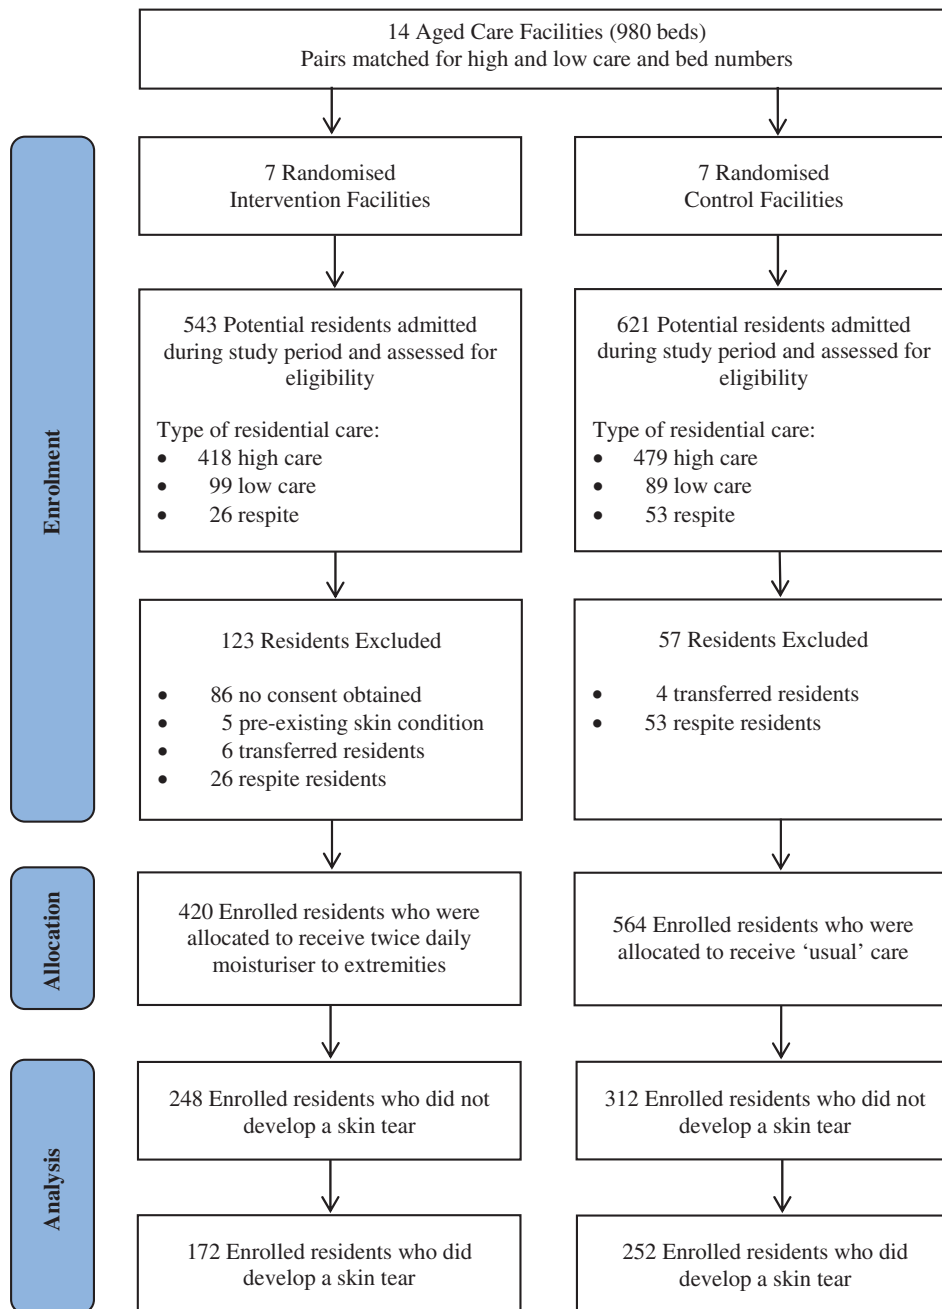 14 Aged Care Facilities (980 beds)
Pairs matched for high and low care and bed numbers
Enrolment
7 Randomised
Intervention Facilities
7 Randomised
Control Facilities
543 Potential residents admitted
during study period and assessed for
eligibility
Type of residential care:
• 418 high care
• 99 low care
• 26 respite
621 Potential residents admitted
during study period and assessed for
eligibility
Type of residential care:
• 479 high care
• 89 low care
• 53 respite
123 Residents Excluded
• 86 no consent obtained
• 5 pre-existing skin condition
• 6 transferred residents
• 26 respite residents
57 Residents Excluded
• 4 transferred residents
• 53 respite residents
Allocation
420 Enrolled residents who were
allocated to receive twice daily
moisturiser to extremities
564 Enrolled residents who were
allocated to receive ‘usual’ care
Analysis
248 Enrolled residents who did not
develop a skin tear
312 Enrolled residents who did not
develop a skin tear
172 Enrolled residents who did
develop a skin tear
252 Enrolled residents who did
develop a skin tear